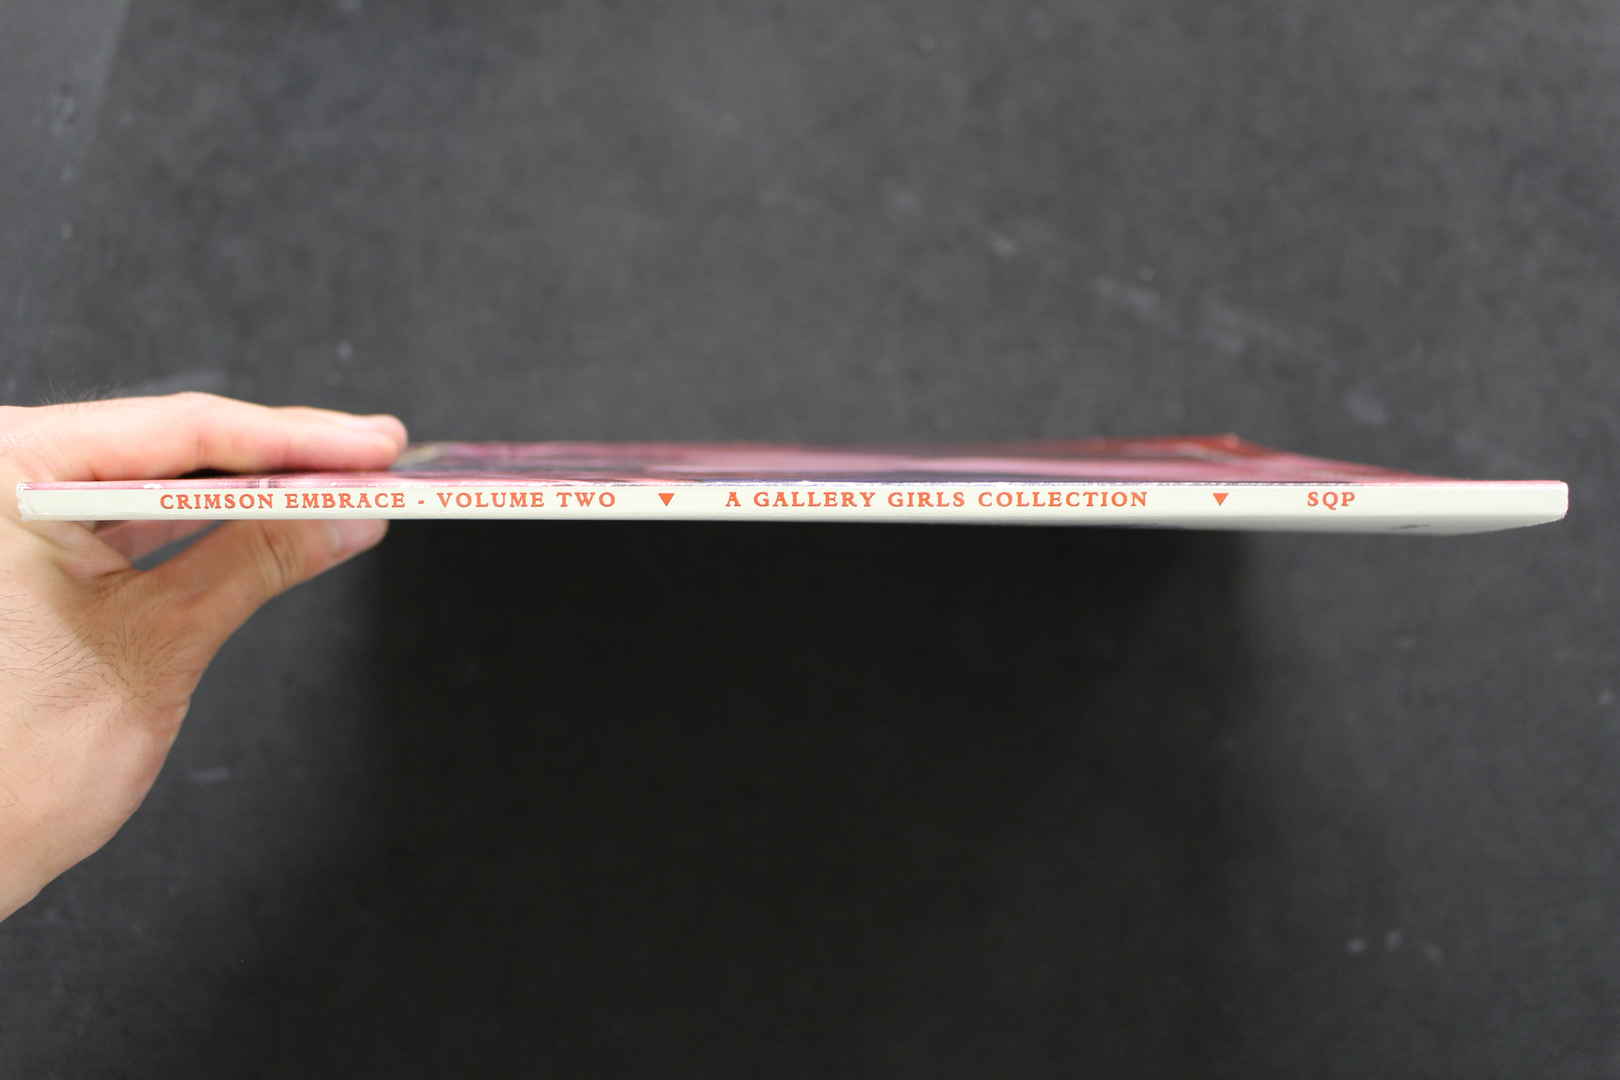 CRIMSON EMBRACE - VOLUME TWO ▼ A GALLERY GIRLS COLLECTION ▼ SQP